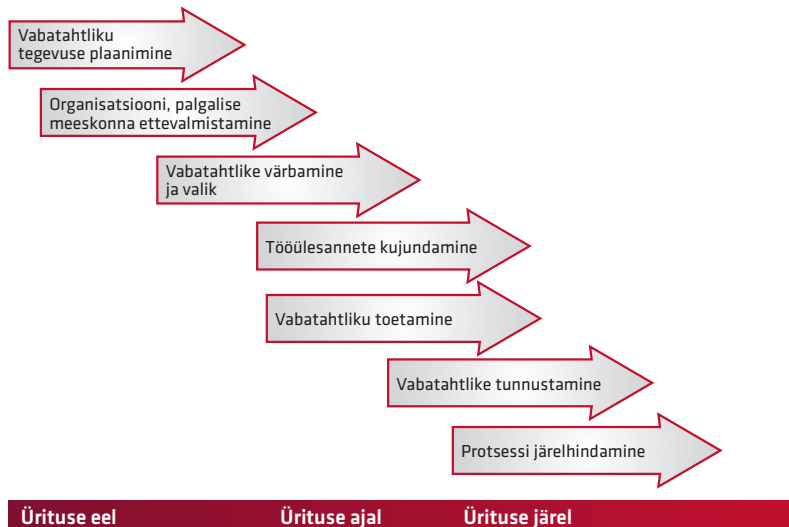 Vabatahtliku
tegevuse plaanimine
Organisatsiooni, palgalise
meeskonna ettevalmistamine
Vabatahtlike värbamine
ja valik
Tööülesannete kujundamine
Vabatahtliku toetamine
Vabatahtlike tunnustamine
Protsessi järelhindamine
Ürituse eel Ürituse ajal Ürituse järel